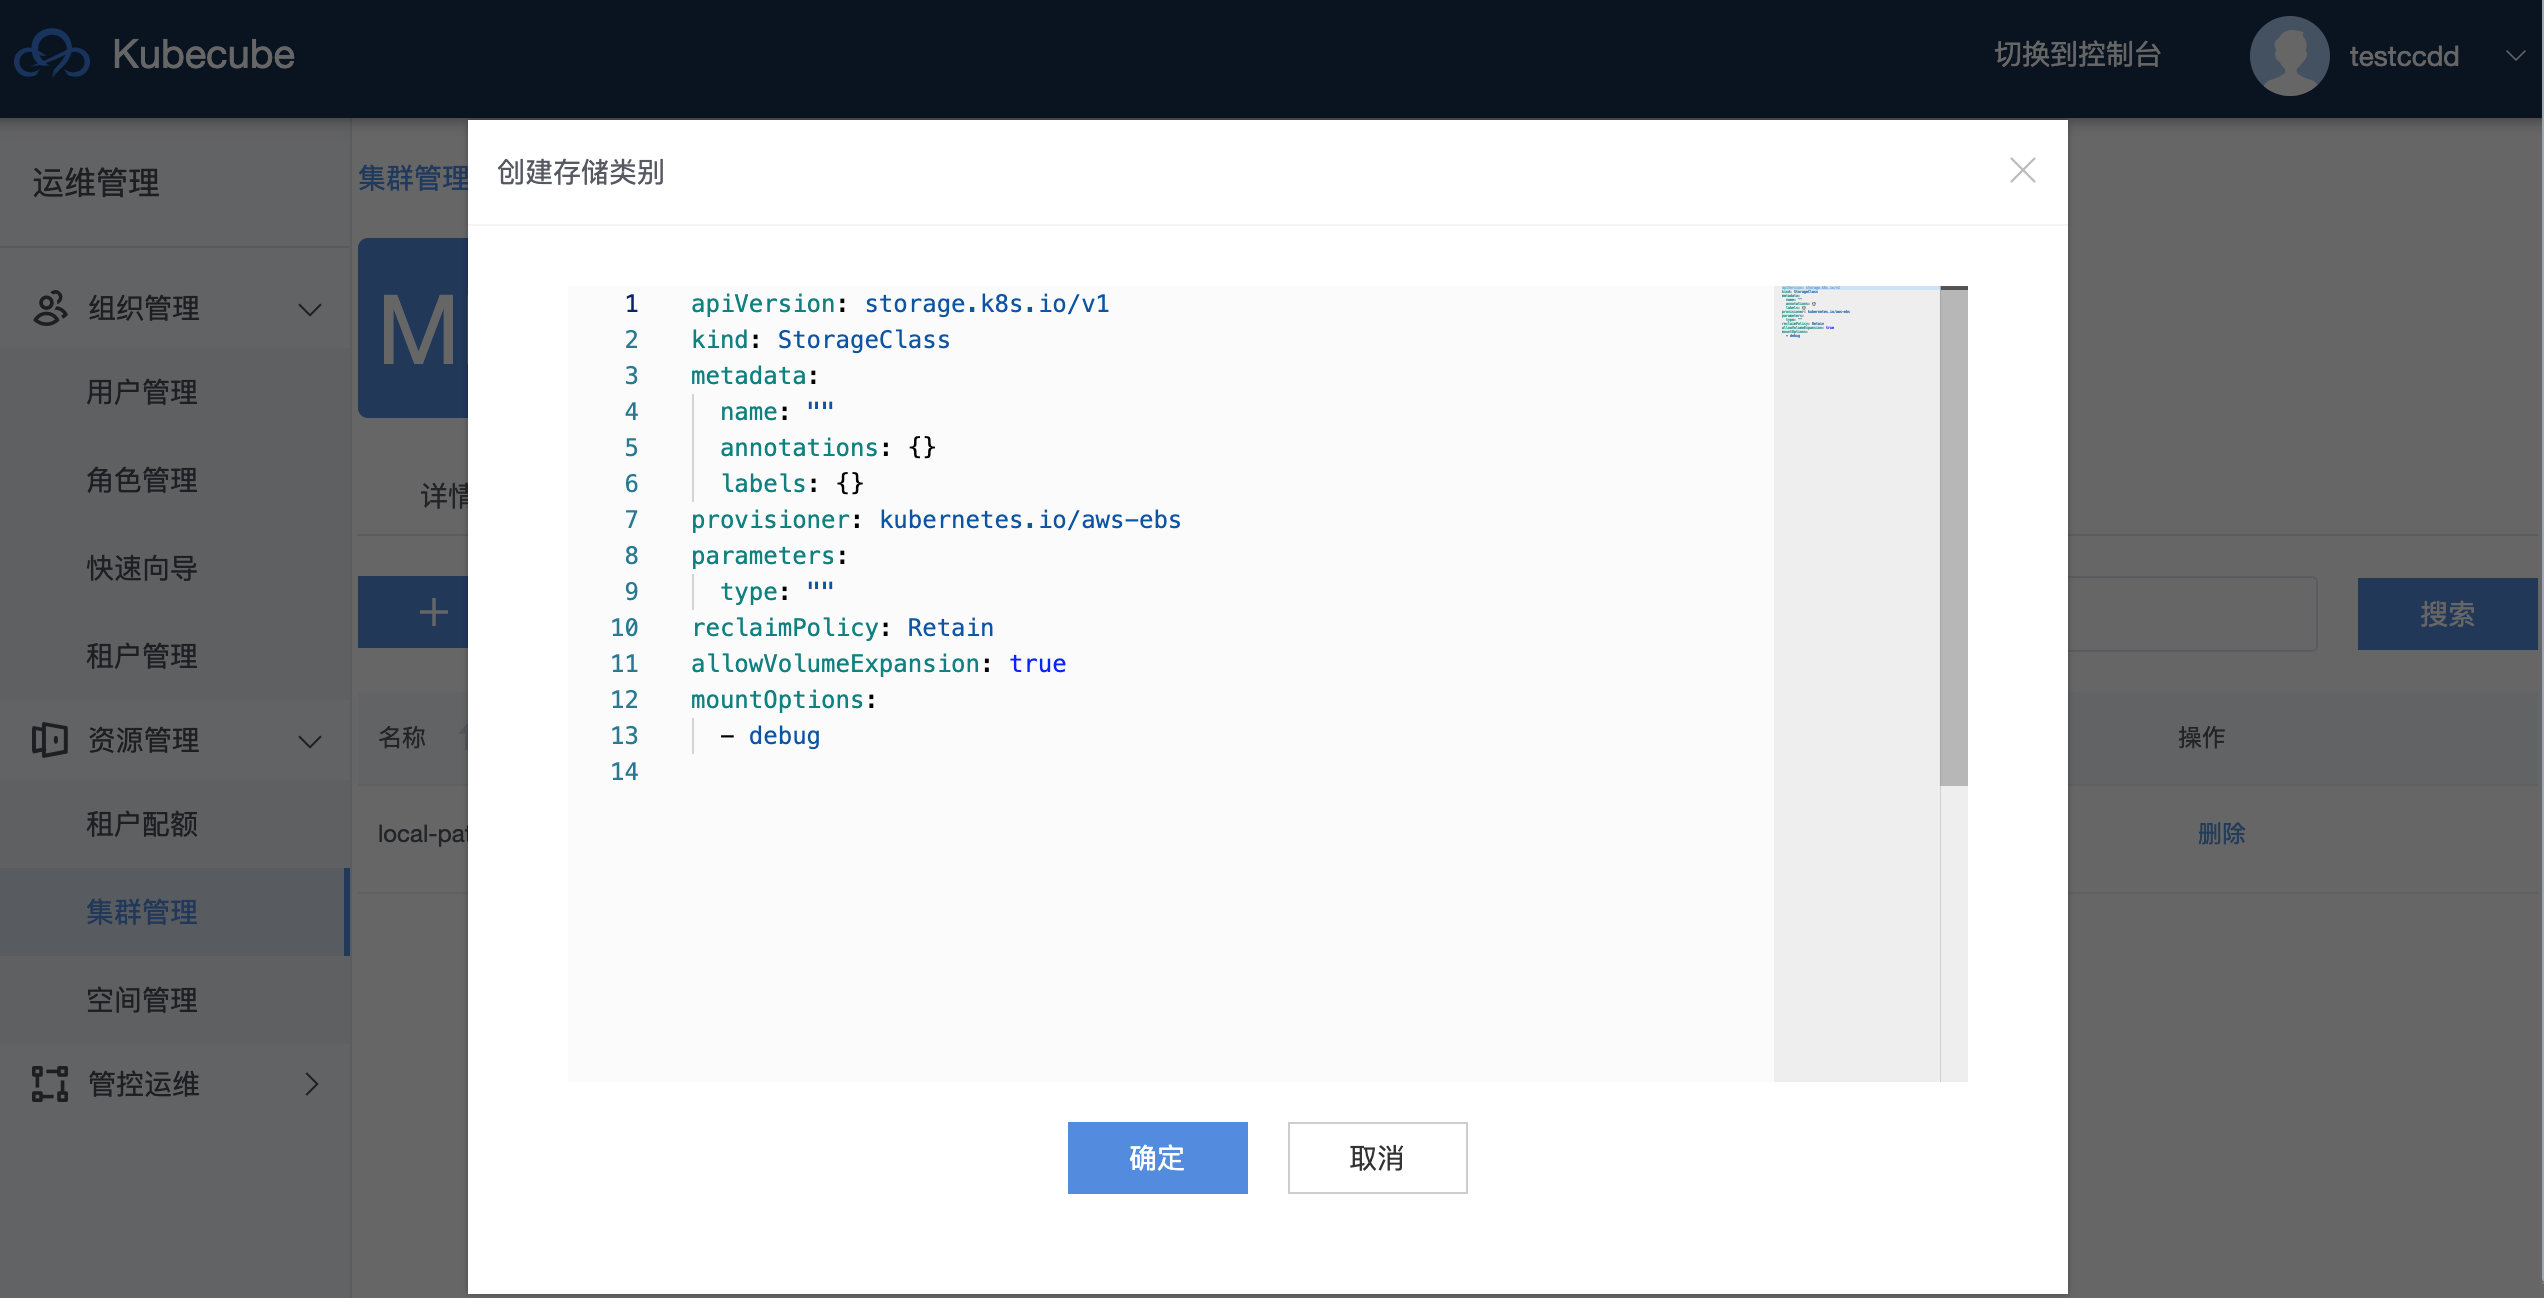 Kubecube
切换到控制台
testccdd
运维管理
组织管理
用户管理
角色管理
快速向导
租户管理
资源管理
租户配额
集群管理
空间管理
管控运维
集群管理
M
详情
搜索
名称
操作
local-pat
删除
创建存储类别
1 apiVersion: storage.k8s.io/v1
2 kind: StorageClass
3 metadata:
4   name: ""
5   annotations: {}
6   labels: {}
7 provisioner: kubernetes.io/aws-ebs
8 parameters:
9   type: ""
10 reclaimPolicy: Retain
11 allowVolumeExpansion: true
12 mountOptions:
13   - debug
14
确定
取消